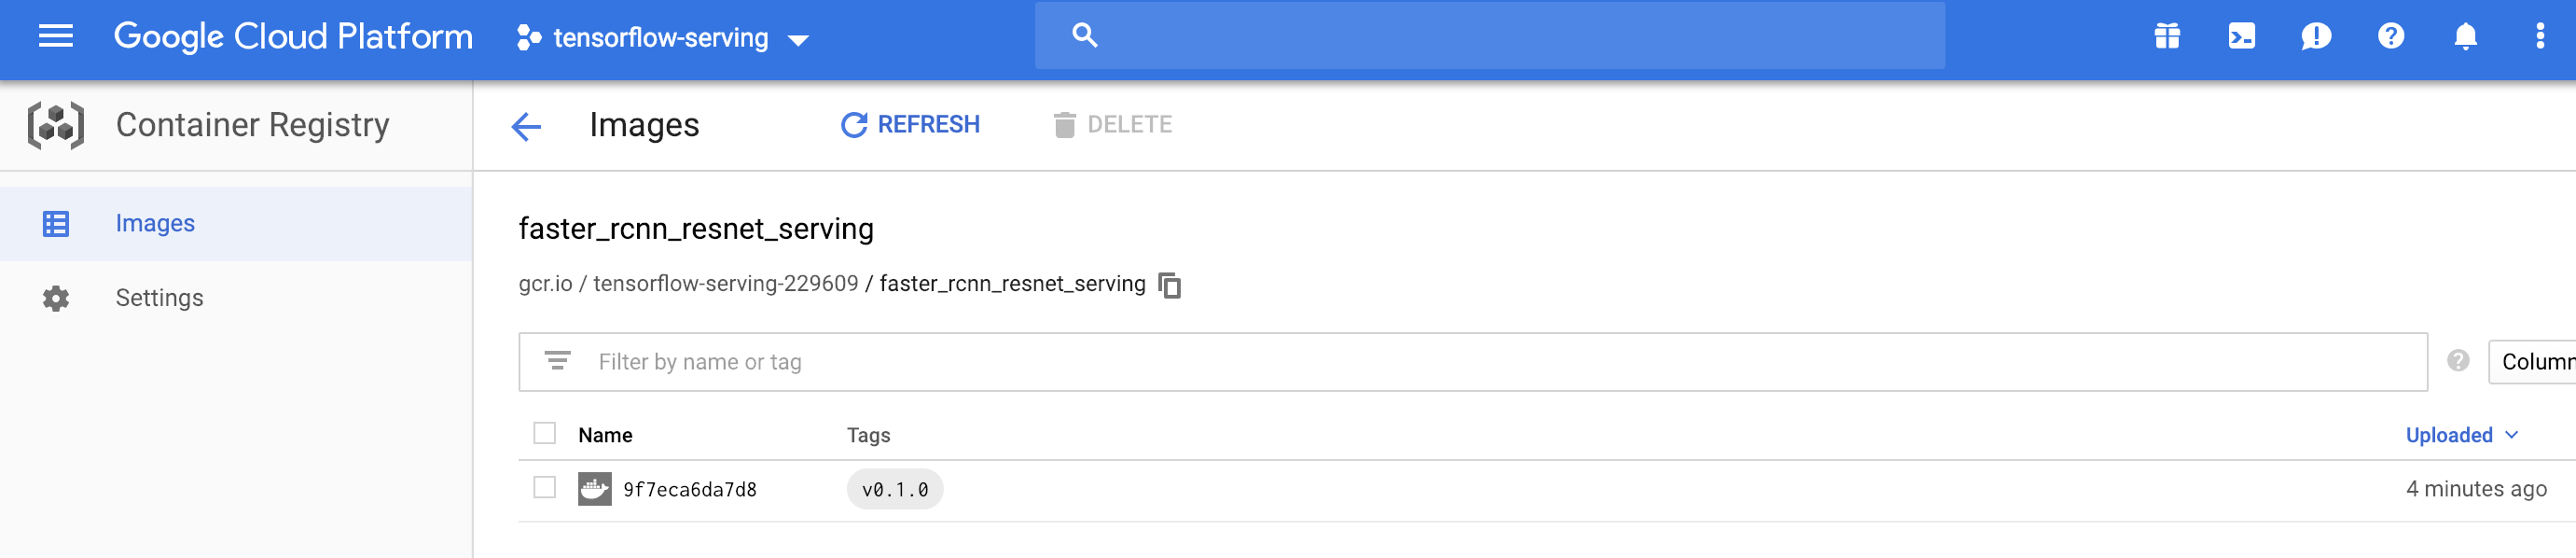 Google Cloud Platform tensorflow-serving
Container Registry
Images REFRESH DELETE
Images
Settings
faster_rcnn_resnet_serving
gcr.io / tensorflow-serving-229609 / faster_rcnn_resnet_serving
Filter by name or tag
Column
Name Tags Uploaded
9f7eca6da7d8 v0.1.0 4 minutes ago